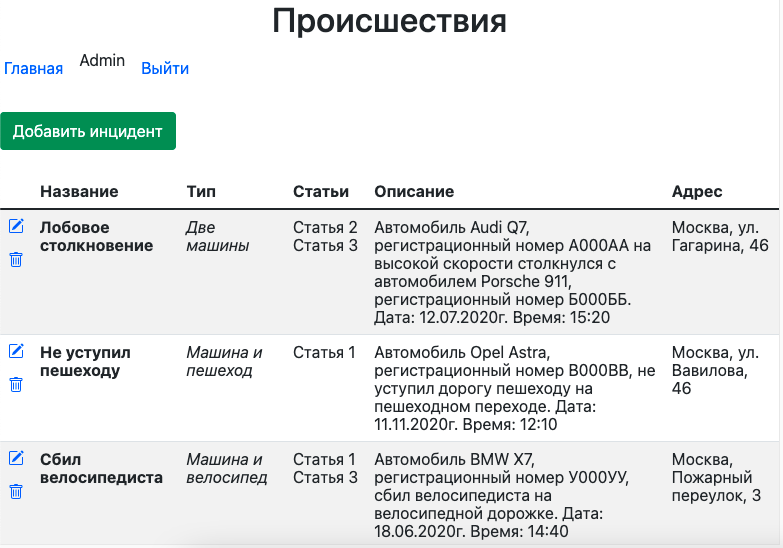 Происшествия
Главная Admin Выйти
Добавить инцидент
Название Тип Статьи Описание Адрес
Лобовое столкновение
Две машины
Статья 2
Статья 3
Автомобиль Audi Q7,
регистрационный номер А000АА на
высокой скорости столкнулся с
автомобилем Porsche 911,
регистрационный номер Б000ББ.
Дата: 12.07.2020г. Время: 15:20
Москва, ул.
Гагарина, 46
Не уступил
пешеходу
Машина и
пешеход
Статья 1
Автомобиль Opel Astra,
регистрационный номер В000ВВ, не
уступил дорогу пешеходу на
пешеходном переходе. Дата:
11.11.2020г. Время: 12:10
Москва, ул.
Вавилова,
46
Сбил
велосипедиста
Машина и
велосипед
Статья 1
Статья 3
Автомобиль BMW X7,
регистрационный номер У000УУ,
сбил велосипедиста на
велосипедной дорожке. Дата:
18.06.2020г. Время: 14:40
Москва,
Пожарный
переулок, 3